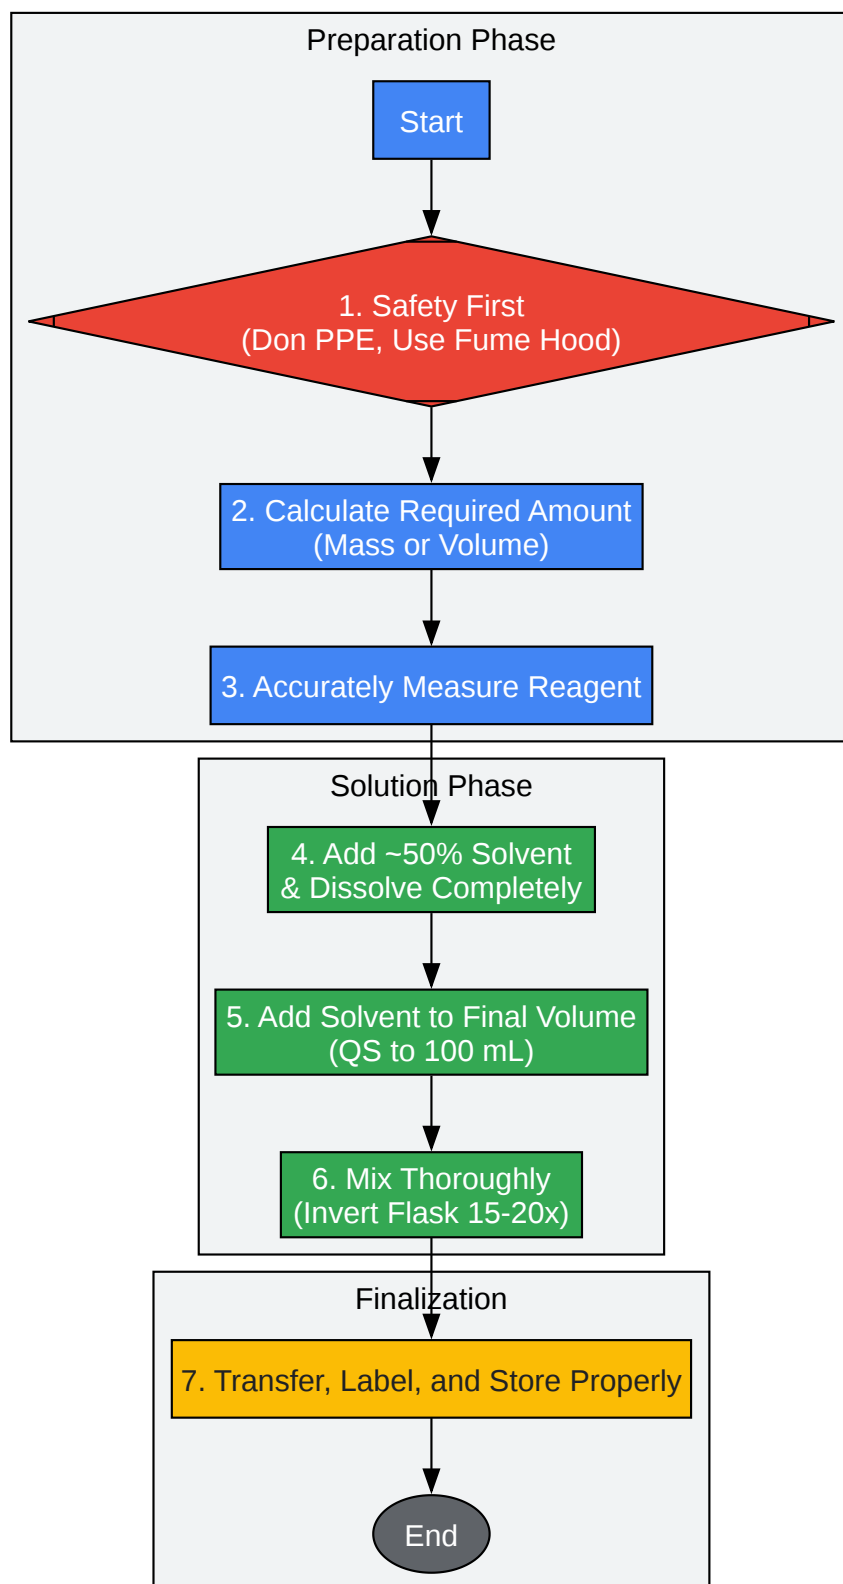 Preparation Phase
Start
1. Safety First
(Don PPE, Use Fume Hood)
2. Calculate Required Amount
(Mass or Volume)
3. Accurately Measure Reagent
Solution Phase
4. Add ~50% Solvent
& Dissolve Completely
5. Add Solvent to Final Volume
(QS to 100 mL)
6. Mix Thoroughly
(Invert Flask 15-20x)
Finalization
7. Transfer, Label, and Store Properly
End